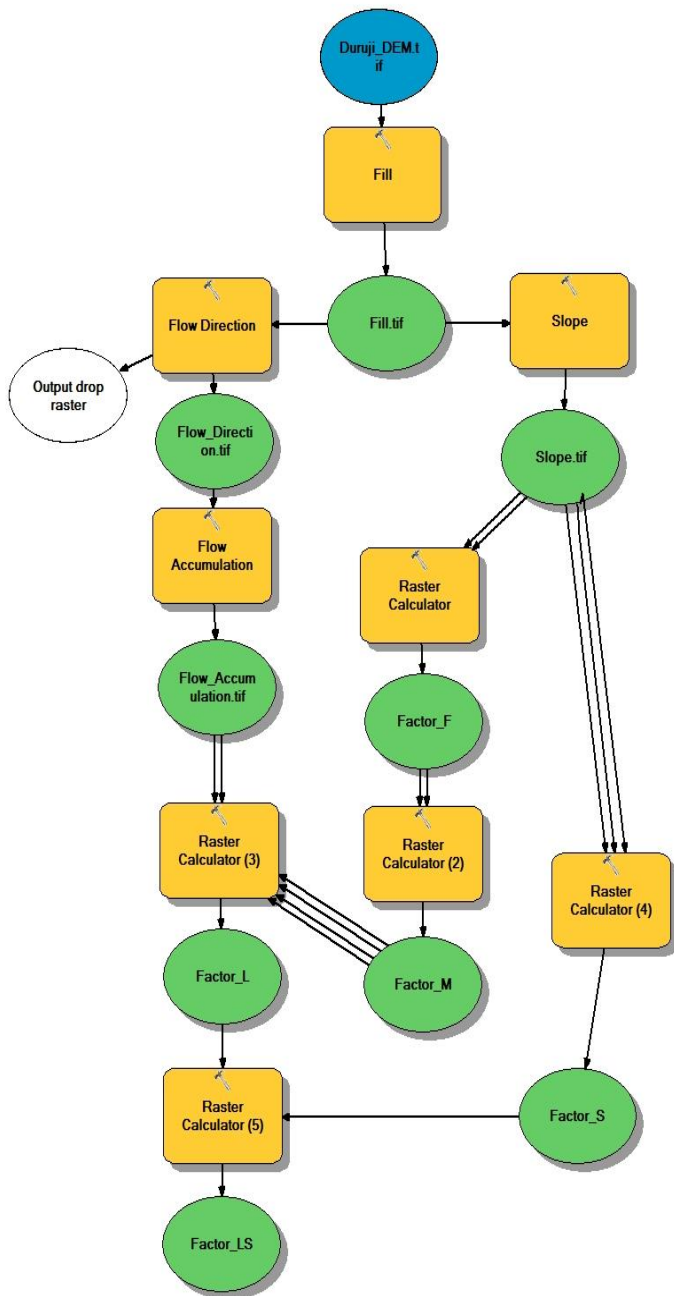 Duruji_DEM.t
if
Fill
Flow Direction
Fill.tif
Slope
Output drop
raster
Flow_Directi
on.tif
Slope.tif
Flow
Accumulation
Raster
Calculator
Flow_Accum
ulation.tif
Factor_F
Raster
Calculator (3)
Raster
Calculator (2)
Raster
Calculator (4)
Factor_L
Factor_M
Raster
Calculator (5)
Factor_S
Factor_LS